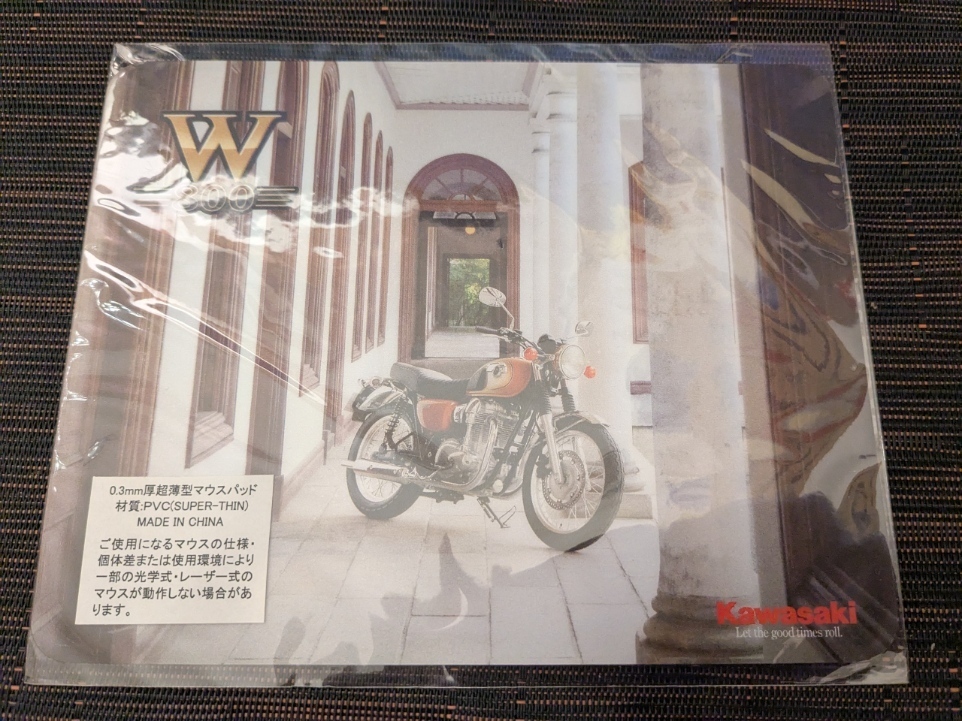 W
800
0.3mm厚超薄型マウスパッド
材質:PVC(SUPER-THIN)
MADE IN CHINA
ご使用になるマウスの仕様・
個体差または使用環境により
一部の光学式・レーザー式の
マウスが動作しない場合があ
ります。
Kawasaki
Let the good times roll.